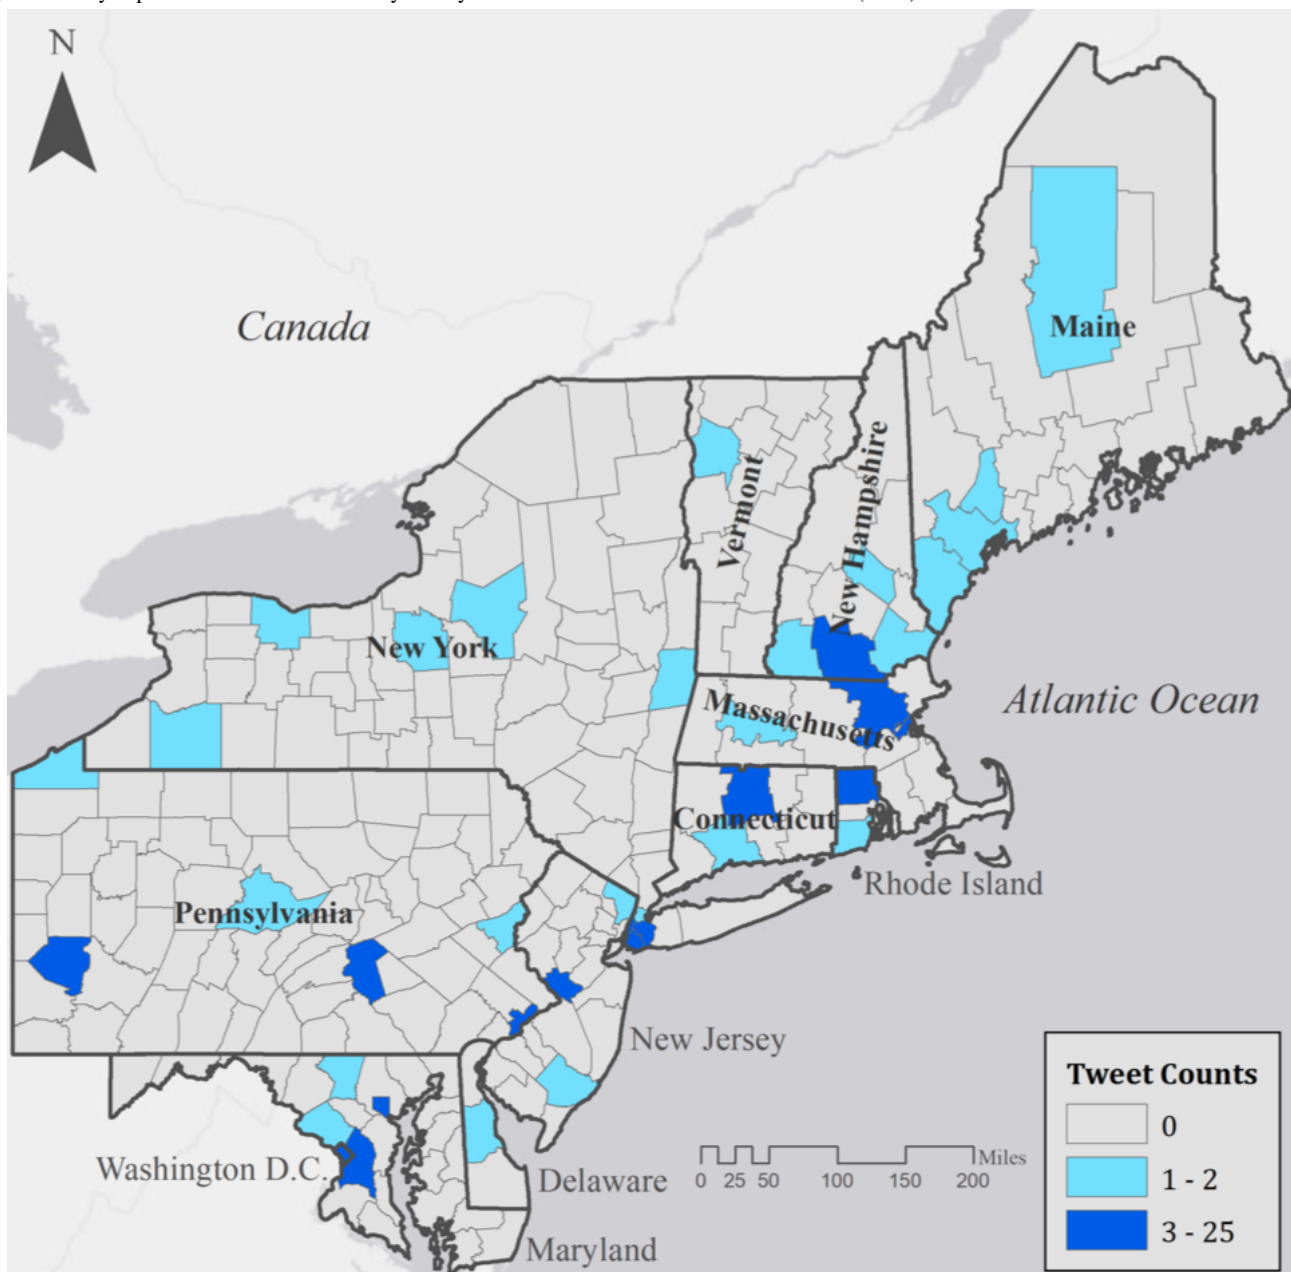 N
Canada
Maine
Vermont
New Hampshire
New York
Massachusetts
Atlantic Ocean
Connecticut
Rhode Island
Pennsylvania
New Jersey
Washington D.C.
Delaware
Maryland
Miles
0 25 50 100 150 200
Tweet Counts
0
1 - 2
3 - 25